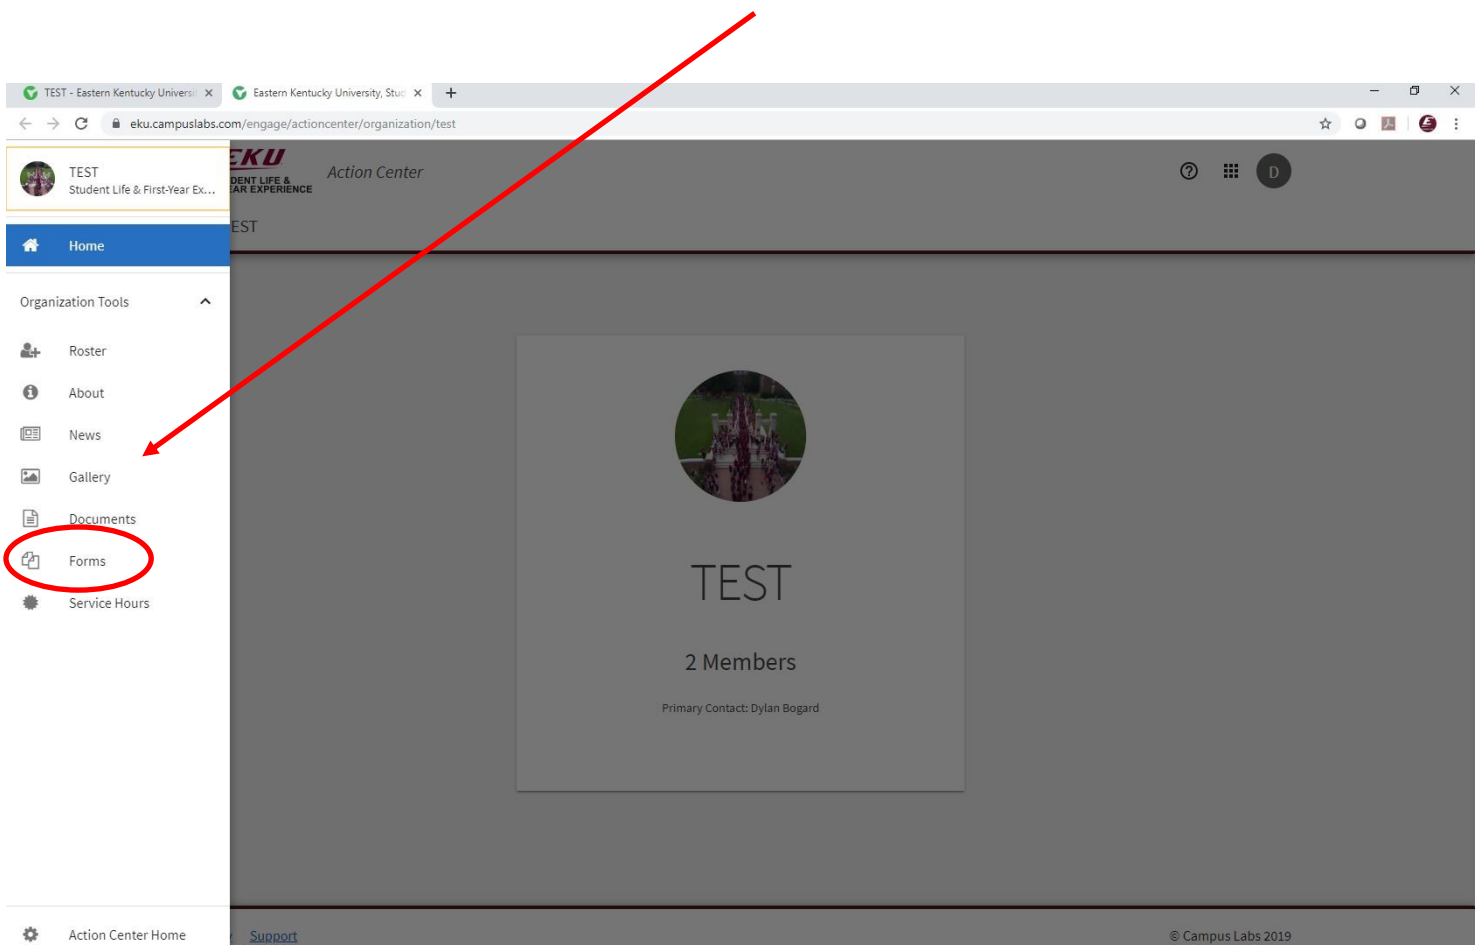 TEST - Eastern Kentucky Universit
Eastern Kentucky University, Stud
eku.campuslabs.com/engage/actioncenter/organization/test
TEST
Student Life & First-Year Ex...
EKU
DENT LIFE &
AR EXPERIENCE
Action Center
D
EST
Home
Organization Tools
Roster
About
News
Gallery
Documents
Forms
Service Hours
TEST
2 Members
Primary Contact: Dylan Bogard
Action Center Home
Support
© Campus Labs 2019